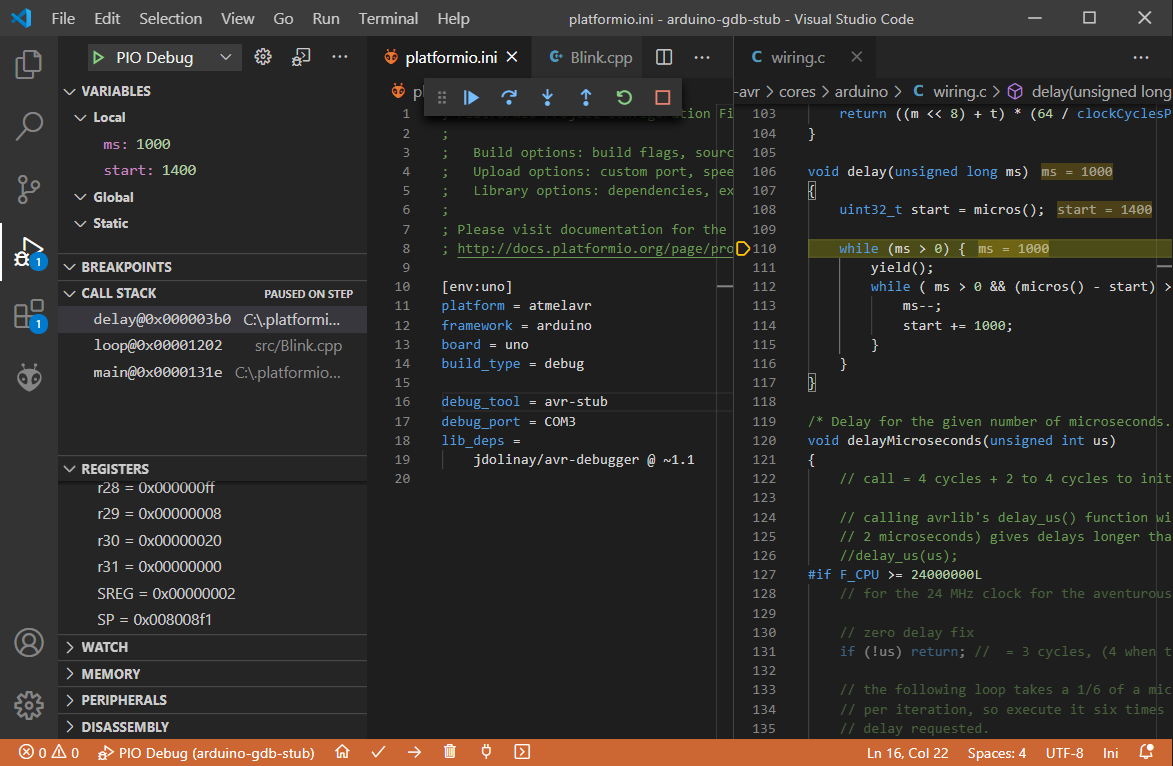 File Edit Selection View Go Run Terminal Help platformio.ini - arduino-gdb-stub - Visual Studio Code
PIO Debug
VARIABLES
Local
ms: 1000
start: 1400
Global
Static
BREAKPOINTS
CALL STACK PAUSED ON STEP
delay@0x000003b0 C:\.platformi...
loop@0x00001202 src/Blink.cpp
main@0x0000131e C:\.platformio...
REGISTERS
r28 = 0x000000ff
r29 = 0x00000008
r30 = 0x00000020
r31 = 0x00000000
SREG = 0x00000002
SP = 0x008008f1
WATCH
MEMORY
PERIPHERALS
DISASSEMBLY
1
1
platformio.ini Blink.cpp ...
1
2 ;
3 ; Build options: build flags, sourc
4 ; Upload options: custom port, spee
5 ; Library options: dependencies, ex
6 ;
7 ; Please visit documentation for the
8 ; http://docs.platformio.org/page/pro
9
10 [env:uno]
11 platform = atmelavr
12 framework = arduino
13 board = uno
14 build_type = debug
15
16 debug_tool = avr-stub
17 debug_port = COM3
18 lib_deps =
19 jdolinay/avr-debugger @ ~1.1
20
C wiring.c ...
-avr > cores > arduino > C wiring.c > delay(unsigned long
103 return ((m << 8) + t) * (64 / clockCyclesP
104 }
105
106 void delay(unsigned long ms) ms = 1000
107 {
108 uint32_t start = micros(); start = 1400
109
110 while (ms > 0) { ms = 1000
111 yield();
112 while ( ms > 0 && (micros() - start) >
113 ms--;
114 start += 1000;
115 }
116 }
117 }
118
119 /* Delay for the given number of microseconds.
120 void delayMicroseconds(unsigned int us)
121 {
122 // call = 4 cycles + 2 to 4 cycles to init
123
124 // calling avrlib's delay_us() function wi
125 // 2 microseconds) gives delays longer tha
126 //delay_us(us);
127 #if F_CPU >= 24000000L
128 // for the 24 MHz clock for the aventurous
129
130 // zero delay fix
131 if (!us) return; // = 3 cycles, (4 when t
132
133 // the following loop takes a 1/6 of a mic
134 // per iteration, so execute it six times
135 // delay requested.
0 0 PIO Debug (arduino-gdb-stub) Ln 16, Col 22 Spaces: 4 UTF-8 Ini